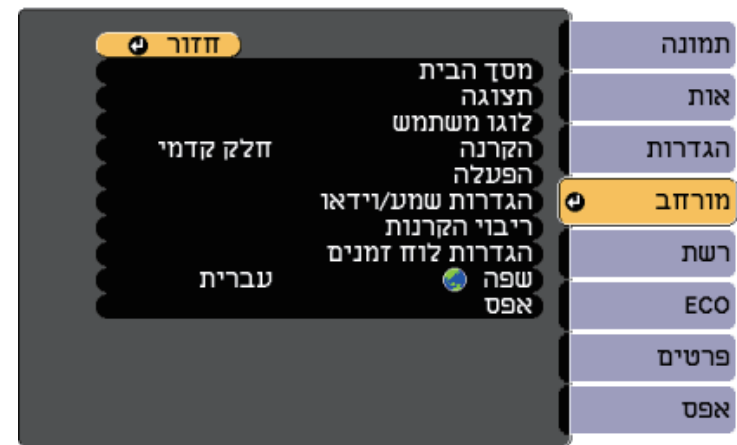 תמונה
אות
הגדרות
מורחב
רשת
ECO
פרטים
אפס
חזור
מסך הבית
תצוגה
לוגו משתמש
הקרנה חלק קדמי
הפעלה
הגדרות שמע/וידאו
ריבוי הקרנות
הגדרות לוח זמנים
שפה עברית
אפס